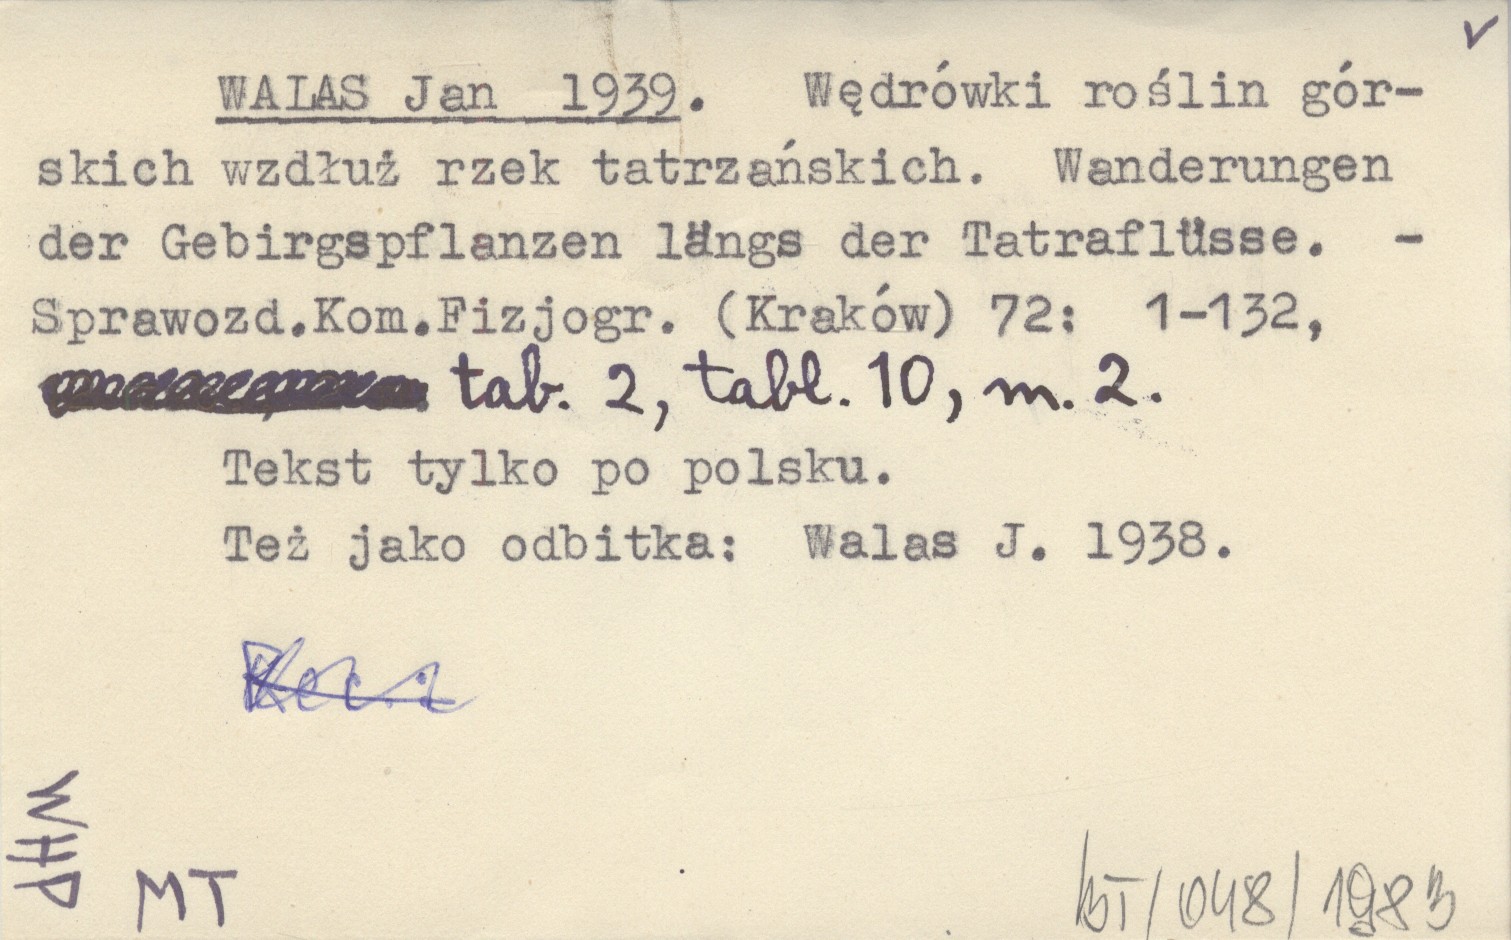 WALAS Jan 1939. Wędrówki roślin gór-
skich wzdłuż rzek tatrzańskich. Wanderungen
der Gebirgspflanzen längs der Tatraflüsse. -
Sprawozd.Kom.Fizjogr. (Kraków) 72: 1-132,
tab. 2, tabl. 10, m. 2.
Tekst tylko po polsku.
Też jako odbitka: Walas J. 1938.
WHP
MT
BT/048/1983